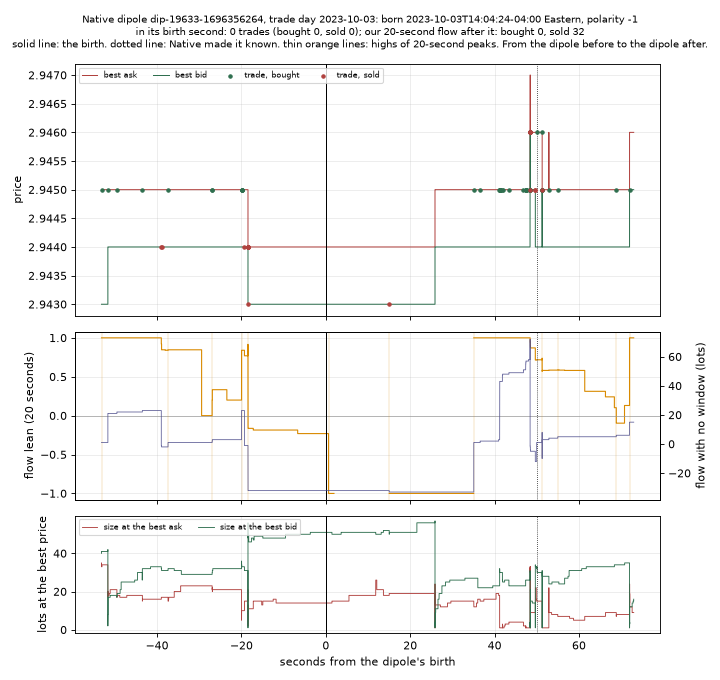 Native dipole dip-19633-1696356264, trade day 2023-10-03: born 2023-10-03T14:04:24-04:00 Eastern, polarity -1
in its birth second: 0 trades (bought 0, sold 0); our 20-second flow after it: bought 0, sold 32
solid line: the birth. dotted line: Native made it known. thin orange lines: highs of 20-second peaks. From the dipole before to the dipole after.
best ask
best bid
trade, bought
trade, sold
2.9470
2.9465
2.9460
2.9455
2.9450
2.9445
2.9440
2.9435
2.9430
price
1.0
0.5
0.0
−0.5
−1.0
flow lean (20 seconds)
60
40
20
0
−20
flow with no window (lots)
size at the best ask
size at the best bid
40
20
0
lots at the best price
−40
−20
0
20
40
60
seconds from the dipole's birth